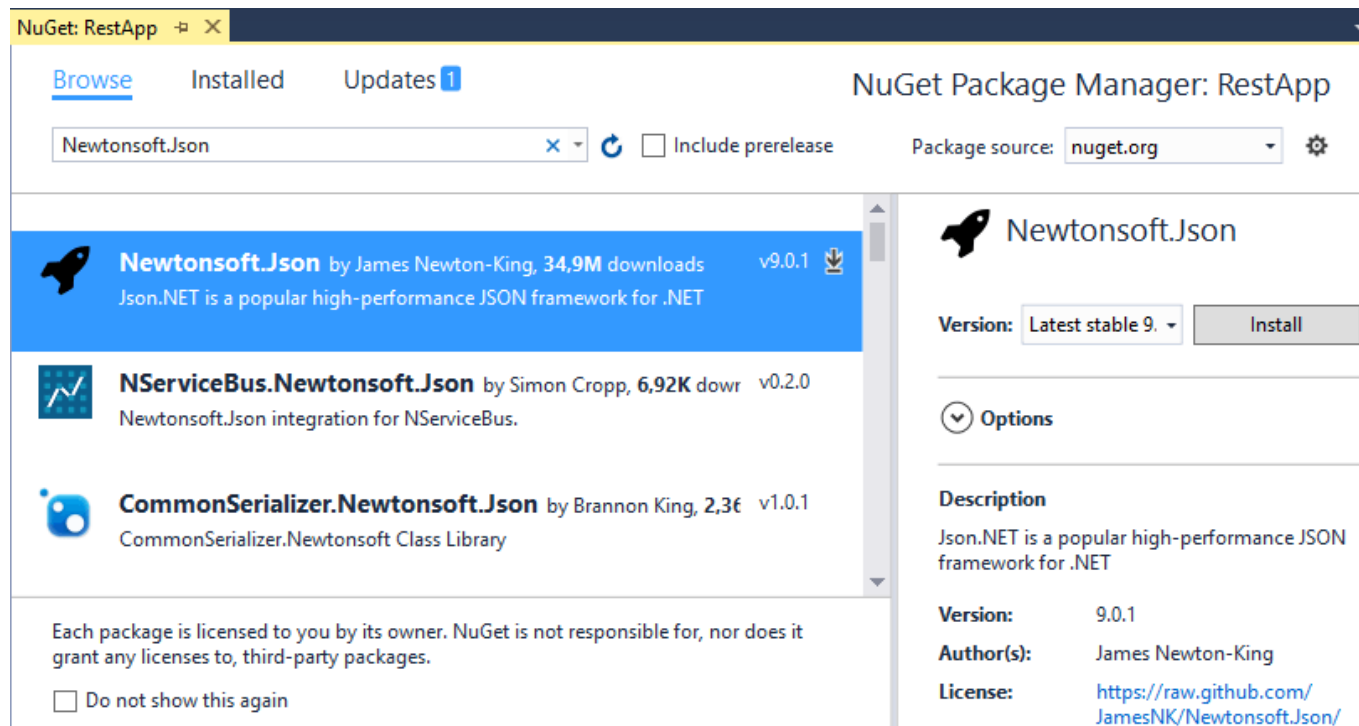 NuGet: RestApp
Browse Installed Updates 1
NuGet Package Manager: RestApp
Newtonsoft.Json
Include prerelease
Package source: nuget.org
Newtonsoft.Json by James Newton-King, 34,9M downloads v9.0.1
Json.NET is a popular high-performance JSON framework for .NET
NServiceBus.Newtonsoft.Json by Simon Cropp, 6,92K v0.2.0
Newtonsoft.Json integration for NServiceBus.
CommonSerializer.Newtonsoft.Json by Brannon King, v1.0.1
CommonSerializer.Newtonsoft Class Library
Each package is licensed to you by its owner. NuGet is not responsible for, nor does it
grant any licenses to, third-party packages.
Do not show this again
Newtonsoft.Json
Version: Latest stable 9. Install
Options
Description
Json.NET is a popular high-performance JSON
framework for .NET
Version: 9.0.1
Author(s): James Newton-King
License: https://raw.github.com/
JamesNK/Newtonsoft.Json/